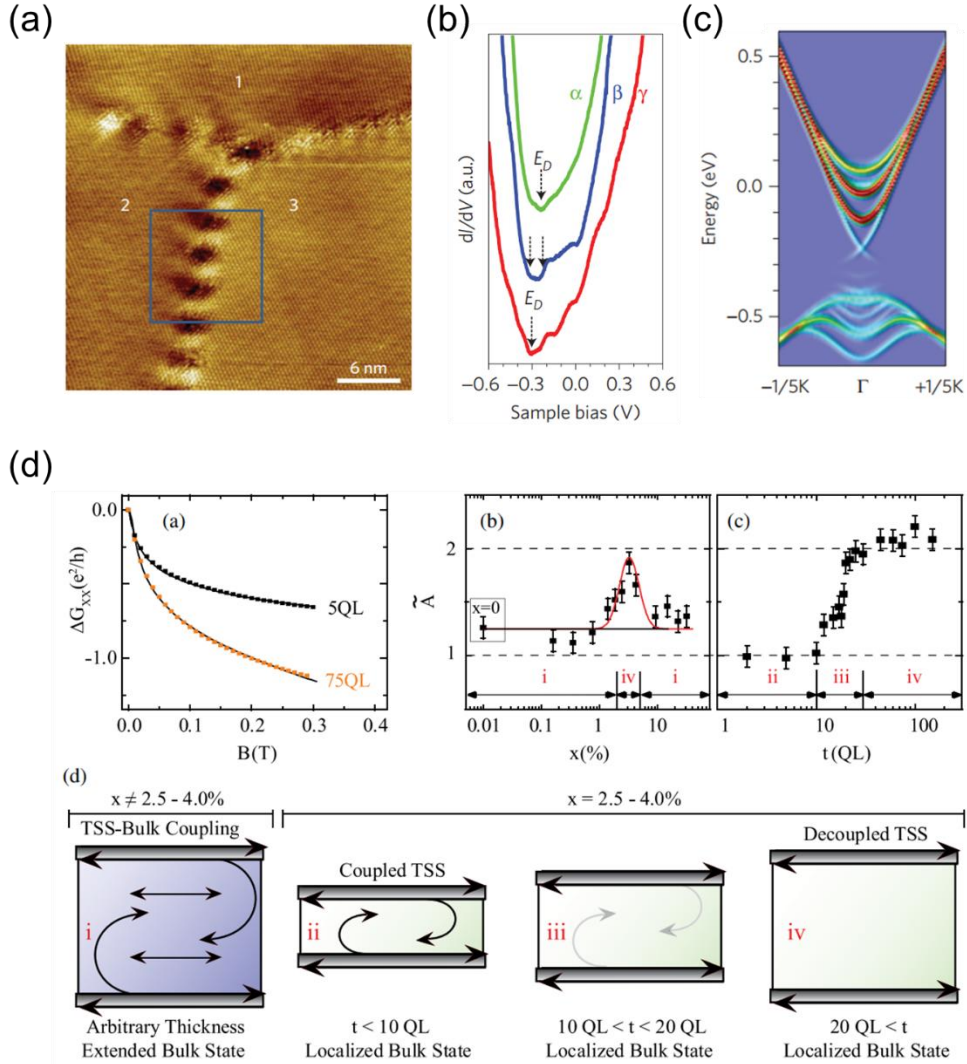 (a)
1
2
3
6 nm
(b)
dI/dV (a.u.)
α
β
γ
E_D
E_D
−0.6
−0.3
0.0
0.6
Sample bias (V)
(c)
Energy (eV)
0.5
0.0
−0.5
−1/5K
Γ
+1/5K
(d)
(a)
ΔG_XX(e²/h)
0.0
-1.0
5QL
75QL
0.0
0.1
0.2
0.3
0.4
B(T)
(b)
Ã
2
1
x=0
i
iv
i
0.01
0.1
1
10
x(%)
(c)
ii
iii
iv
1
10
100
t(QL)
(d)
x ≠ 2.5 - 4.0%
x = 2.5 - 4.0%
TSS-Bulk Coupling
Coupled TSS
Decoupled TSS
i
ii
iii
iv
Arbitrary Thickness
Extended Bulk State
t < 10 QL
Localized Bulk State
10 QL < t < 20 QL
Localized Bulk State
20 QL < t
Localized Bulk State